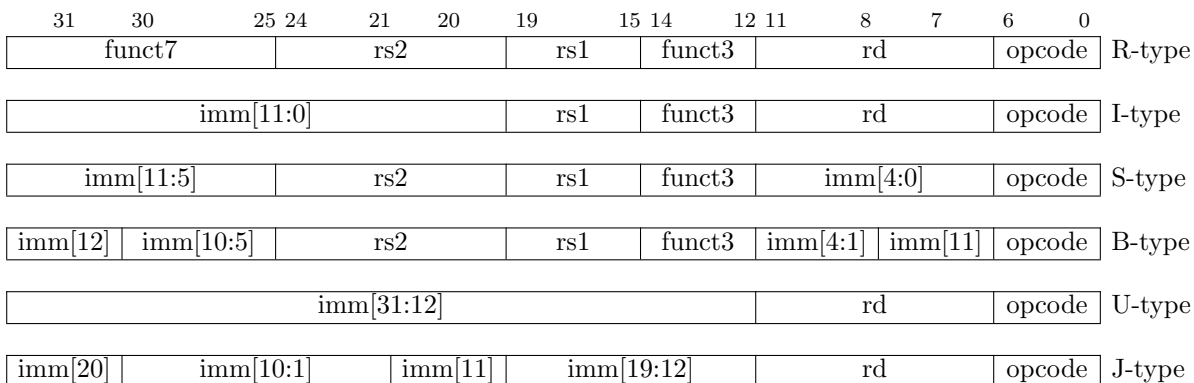 31 30 25 24 21 20 19 15 14 12 11 8 7 6 0
funct7 rs2 rs1 funct3 rd opcode R-type
imm[11:0] rs1 funct3 rd opcode I-type
imm[11:5] rs2 rs1 funct3 imm[4:0] opcode S-type
imm[12] imm[10:5] rs2 rs1 funct3 imm[4:1] imm[11] opcode B-type
imm[31:12] rd opcode U-type
imm[20] imm[10:1] imm[11] imm[19:12] rd opcode J-type